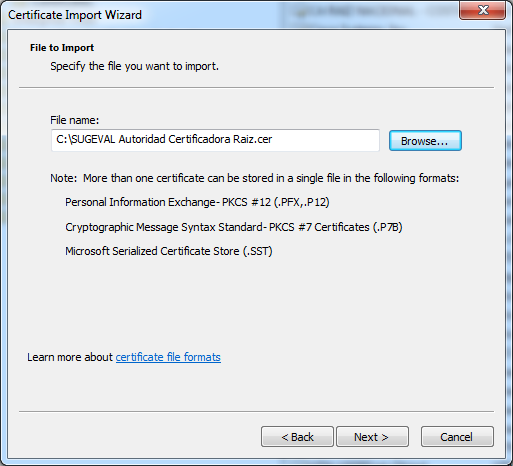 Certificate Import Wizard
File to Import
Specify the file you want to import.
File name:
C:\SUGEVAL Autoridad Certificadora Raiz.cer
Browse...
Note: More than one certificate can be stored in a single file in the following formats:
Personal Information Exchange- PKCS #12 (.PFX,.P12)
Cryptographic Message Syntax Standard- PKCS #7 Certificates (.P7B)
Microsoft Serialized Certificate Store (.SST)
Learn more about certificate file formats
< Back
Next >
Cancel